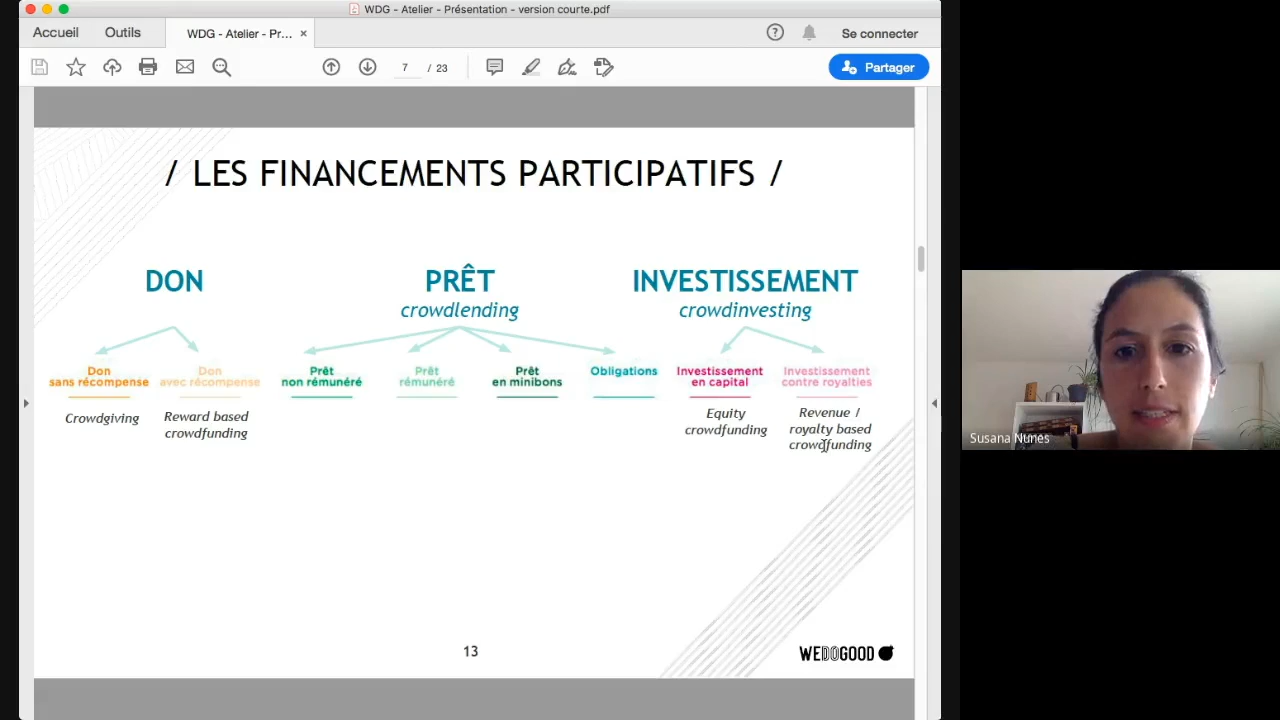 WDG - Atelier - Présentation - version courte.pdf
Accueil
Outils
WDG - Atelier - Pr... ×
Se connecter
7 / 23
Partager
/ LES FINANCEMENTS PARTICIPATIFS /
DON
PRÊT
crowdlending
INVESTISSEMENT
crowdinvesting
Don
sans récompense
Crowdgiving
Don
avec récompense
Reward based
crowdfunding
Prêt
non rémunéré
Prêt
rémunéré
Prêt
en minibons
Obligations
Investissement
en capital
Equity
crowdfunding
Investissement
contre royalties
Revenue /
royalty based
crowdfunding
13
WEDOGOOD
Susana Nunes